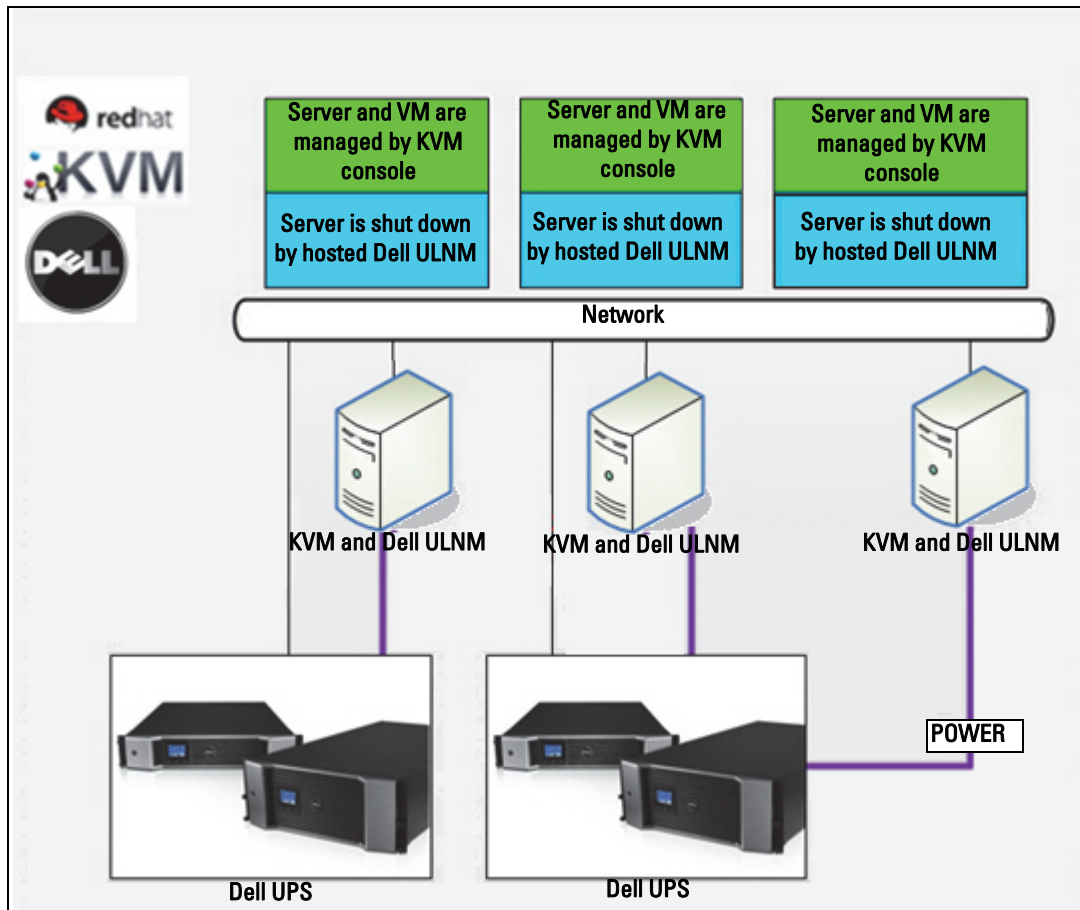 redhat
KVM
DELL
Server and VM are
managed by KVM
console
Server is shut down
by hosted Dell ULNM
Server and VM are
managed by KVM
console
Server is shut down
by hosted Dell ULNM
Server and VM are
managed by KVM
console
Server is shut down
by hosted Dell ULNM
Network
KVM and Dell ULNM
KVM and Dell ULNM
KVM and Dell ULNM
POWER
Dell UPS
Dell UPS